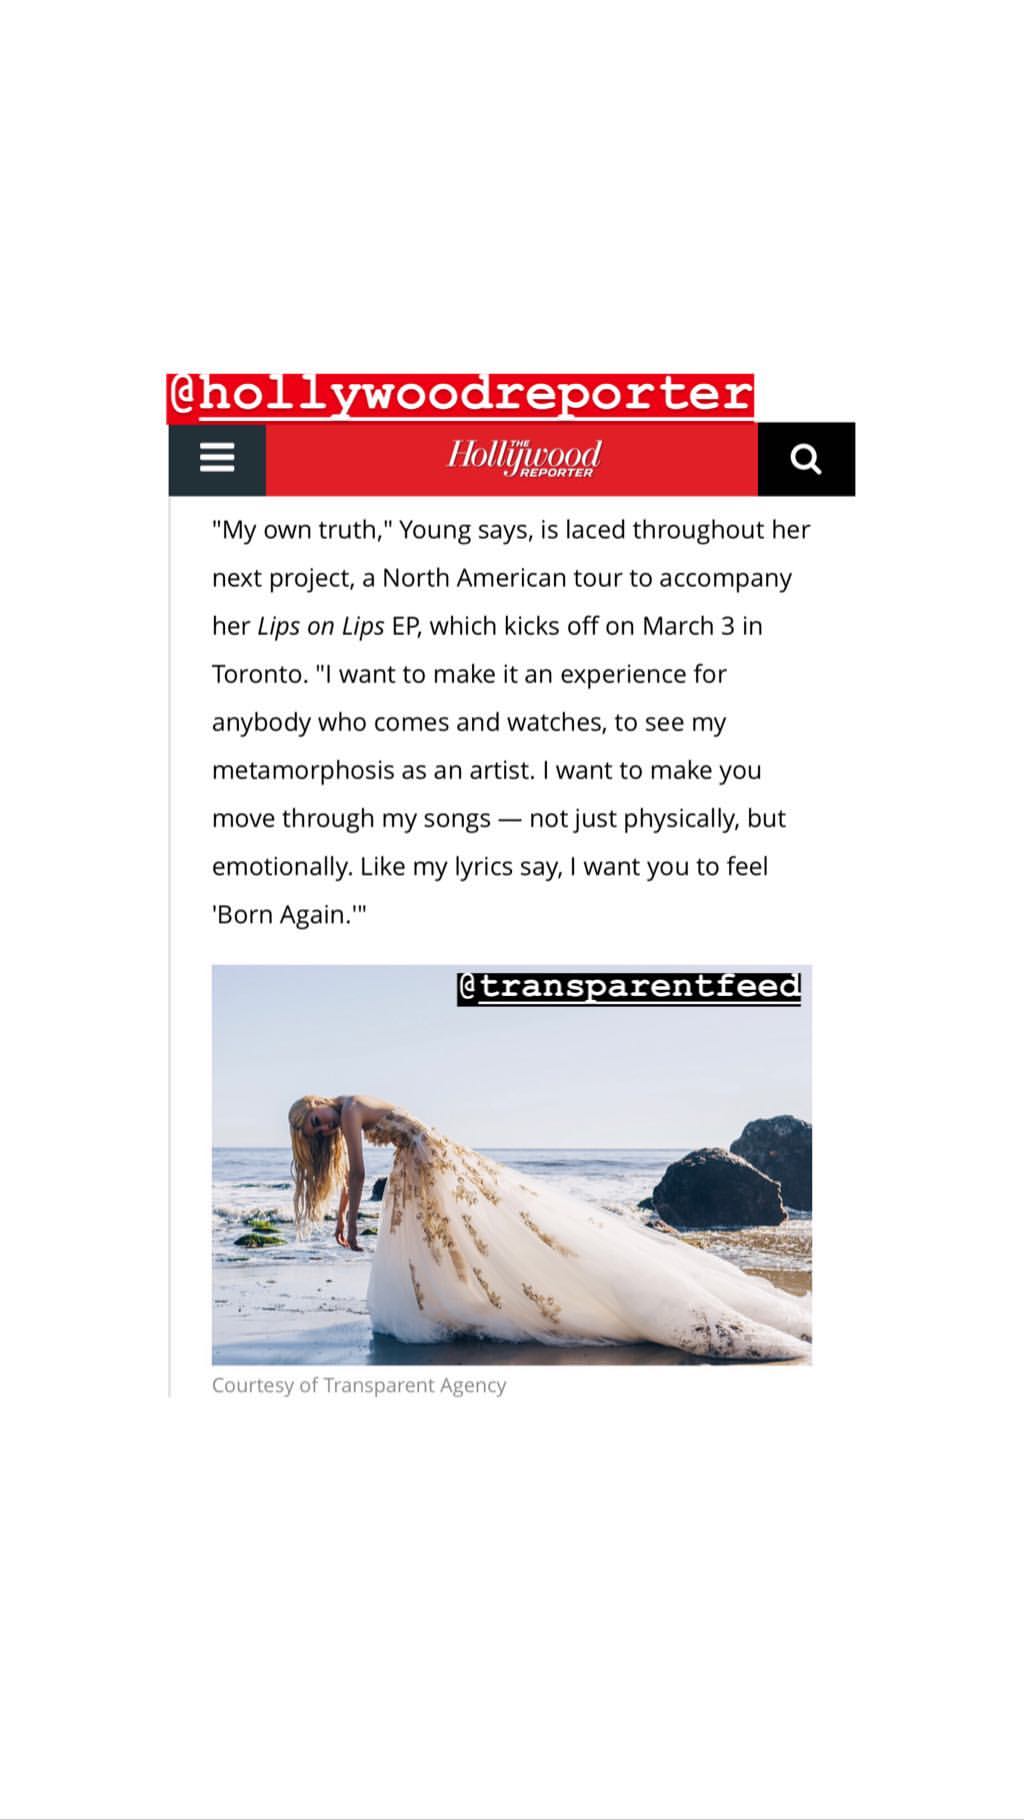 @hollywoodreporter
THE
Hollywood
REPORTER
"My own truth," Young says, is laced throughout her
next project, a North American tour to accompany
her Lips on Lips EP, which kicks off on March 3 in
Toronto. "I want to make it an experience for
anybody who comes and watches, to see my
metamorphosis as an artist. I want to make you
move through my songs — not just physically, but
emotionally. Like my lyrics say, I want you to feel
'Born Again.'"
@transparentfeed
Courtesy of Transparent Agency